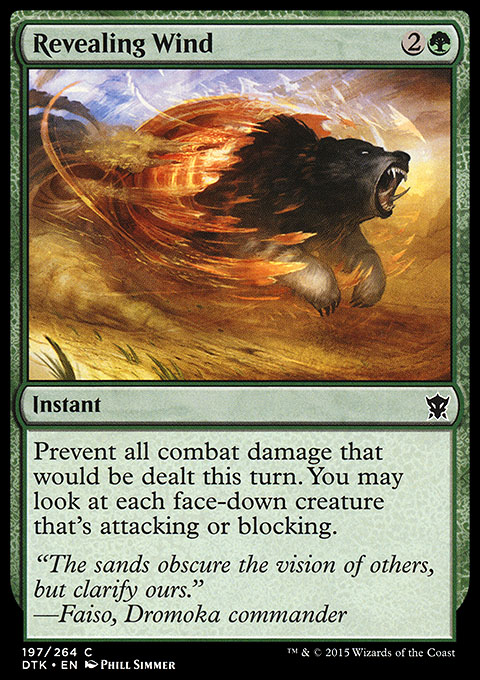 Revealing Wind 2
Instant
Prevent all combat damage that
would be dealt this turn. You may
look at each face-down creature
that's attacking or blocking.
“The sands obscure the vision of others,
but clarify ours.”
—Faiso, Dromoka commander
197/264 C
DTK • EN Phill Simmer
™ & © 2015 Wizards of the Coast